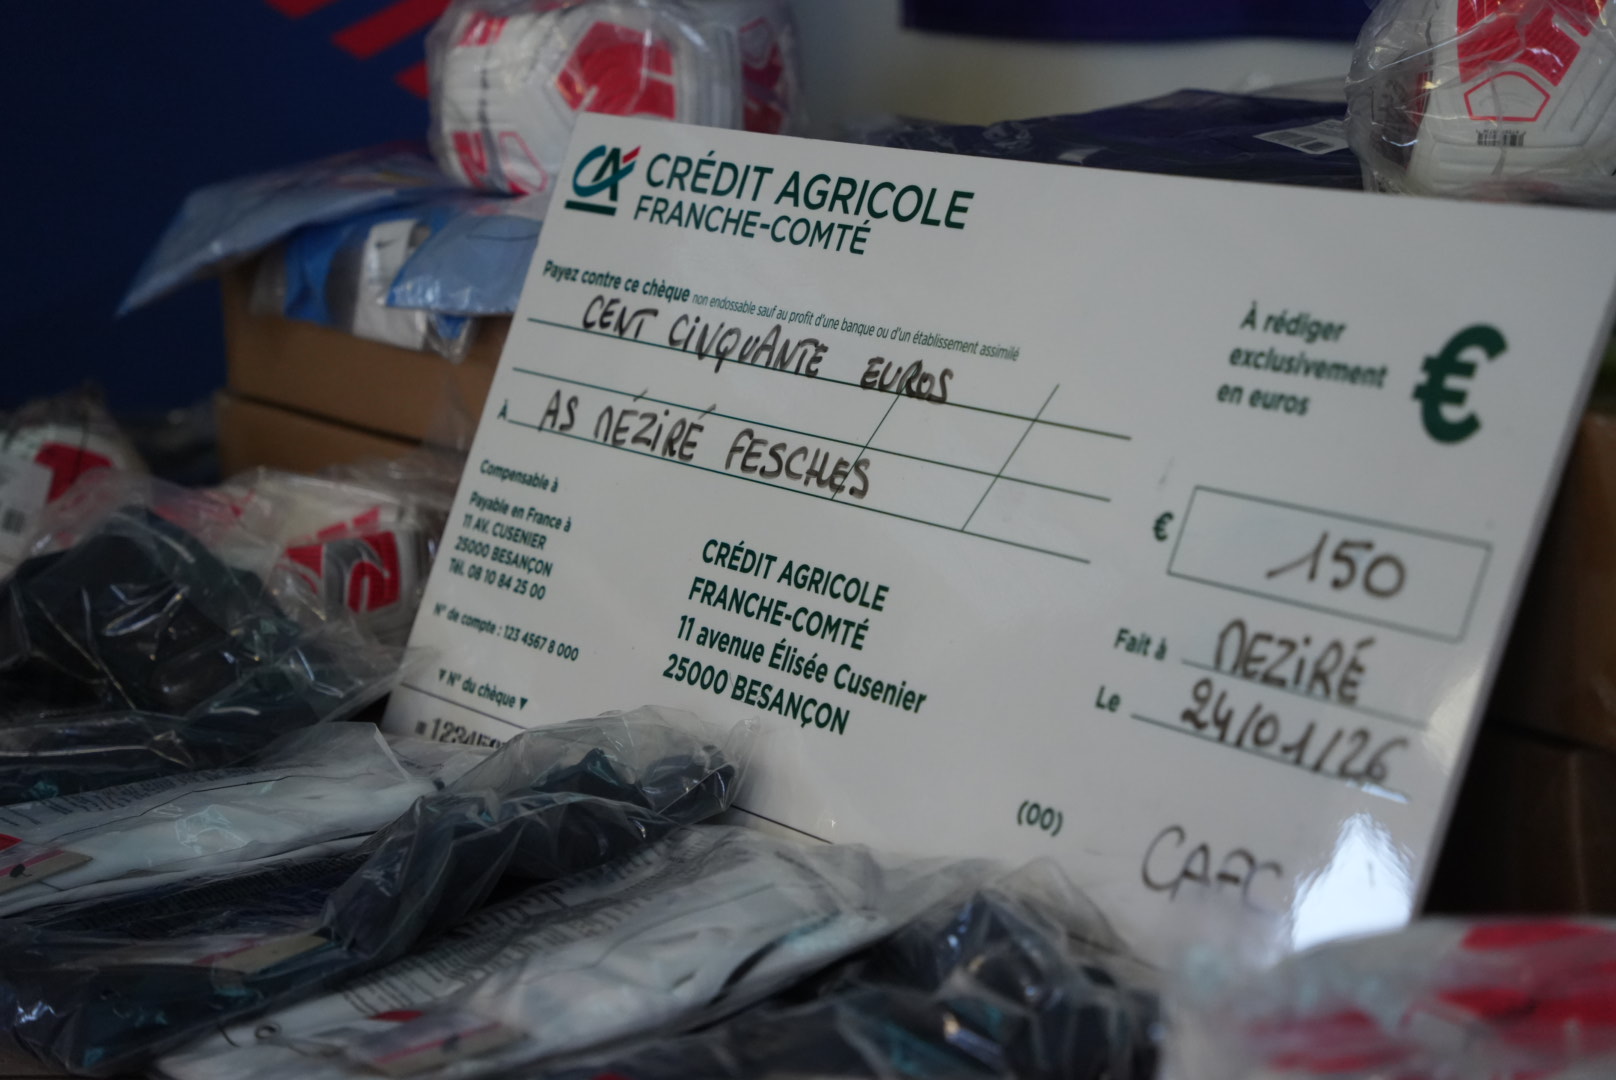 CA
CRÉDIT AGRICOLE
FRANCHE-COMTÉ
Payez contre ce chèque non endossable sauf au profit d'une banque ou d'un établissement assimilé
CENT CINQUANTE EUROS
À AS NÉZIRÉ FESCHES
À rédiger
exclusivement
en euros
€
€ 150
Compensable à
Payable en France à
11 AV. CUSENIER
25000 BESANÇON
Tél. 08 10 84 25 00
N° de compte : 123 4567 8 000
▼ N° du chèque ▼
CRÉDIT AGRICOLE
FRANCHE-COMTÉ
11 avenue Élisée Cusenier
25000 BESANÇON
Fait à NEZIRÉ
Le 24/01/26
(00)
CAFC